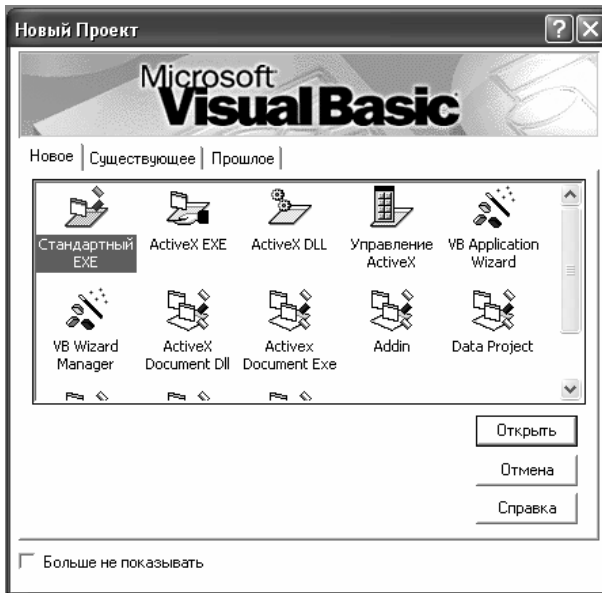 Новый Проект
Microsoft
Visual Basic
Новое Существующее Прошлое
Стандартный EXE
ActiveX EXE
ActiveX DLL
Управление ActiveX
VB Application Wizard
VB Wizard Manager
ActiveX Document Dll
Activex Document Exe
Addin
Data Project
Открыть
Отмена
Справка
Больше не показывать